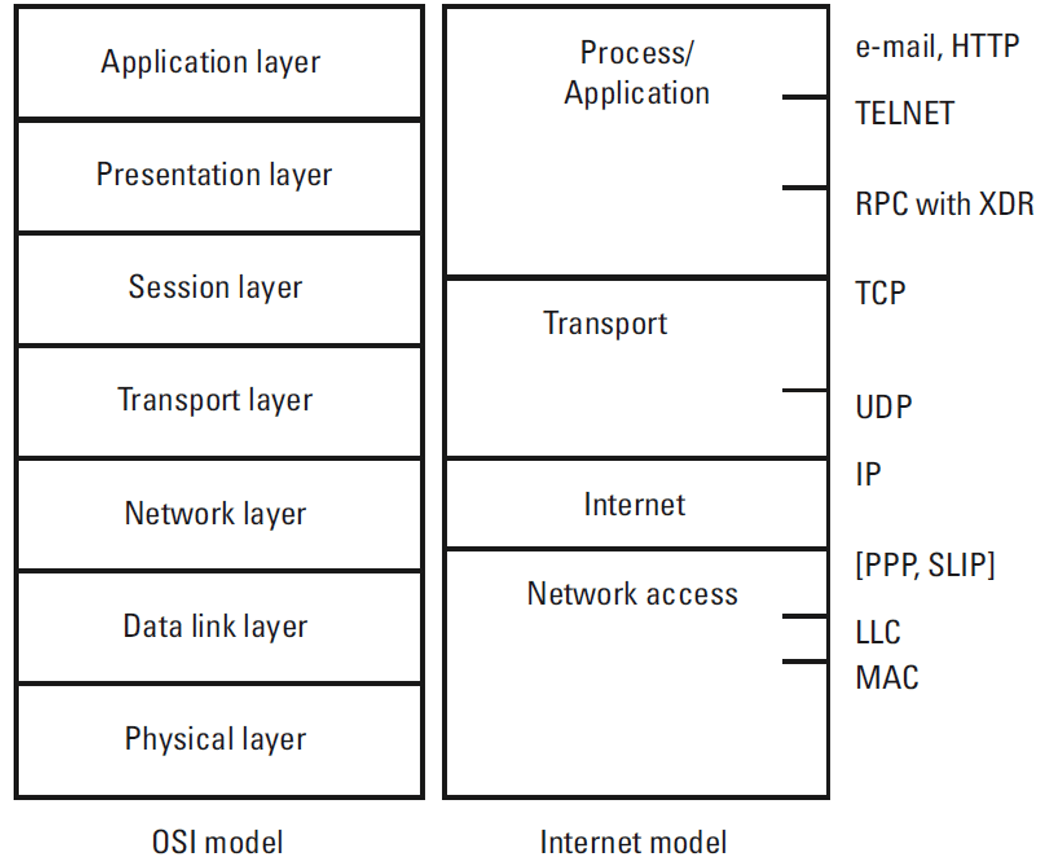 Application layer
Presentation layer
Session layer
Transport layer
Network layer
Data link layer
Physical layer
OSI model
Process/
Application
Transport
Internet
Network access
Internet model
e-mail, HTTP
TELNET
RPC with XDR
TCP
UDP
IP
[PPP, SLIP]
LLC
MAC